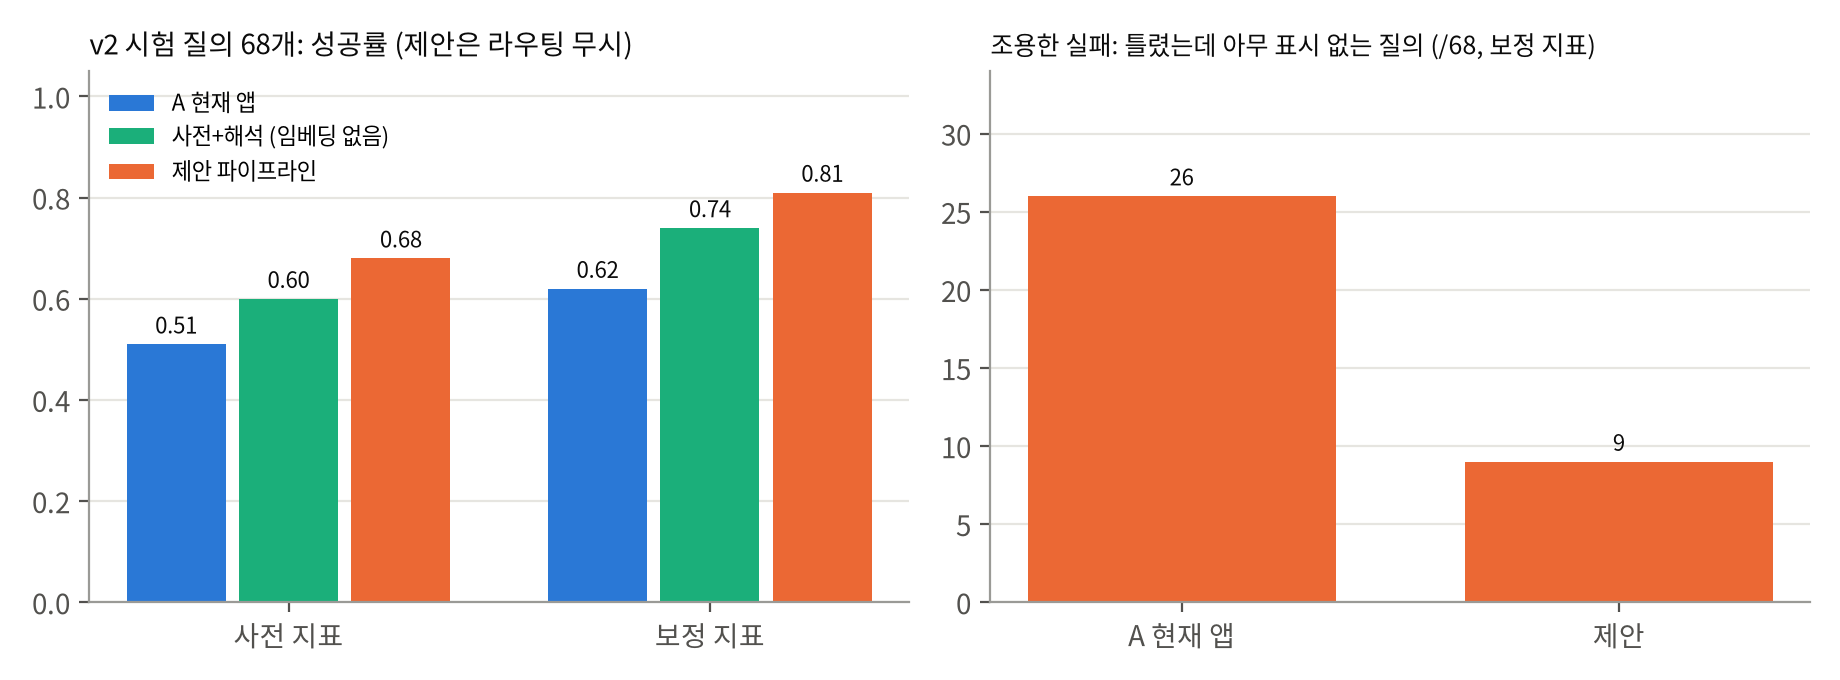 v2 시험 질의 68개: 성공률 (제안은 라우팅 무시)
1.0
0.8
0.6
0.4
0.2
0.0
A 현재 앱
사전+해석 (임베딩 없음)
제안 파이프라인
0.51
0.60
0.68
0.62
0.74
0.81
사전 지표
보정 지표
조용한 실패: 틀렸는데 아무 표시 없는 질의 (/68, 보정 지표)
30
25
20
15
10
5
0
26
9
A 현재 앱
제안